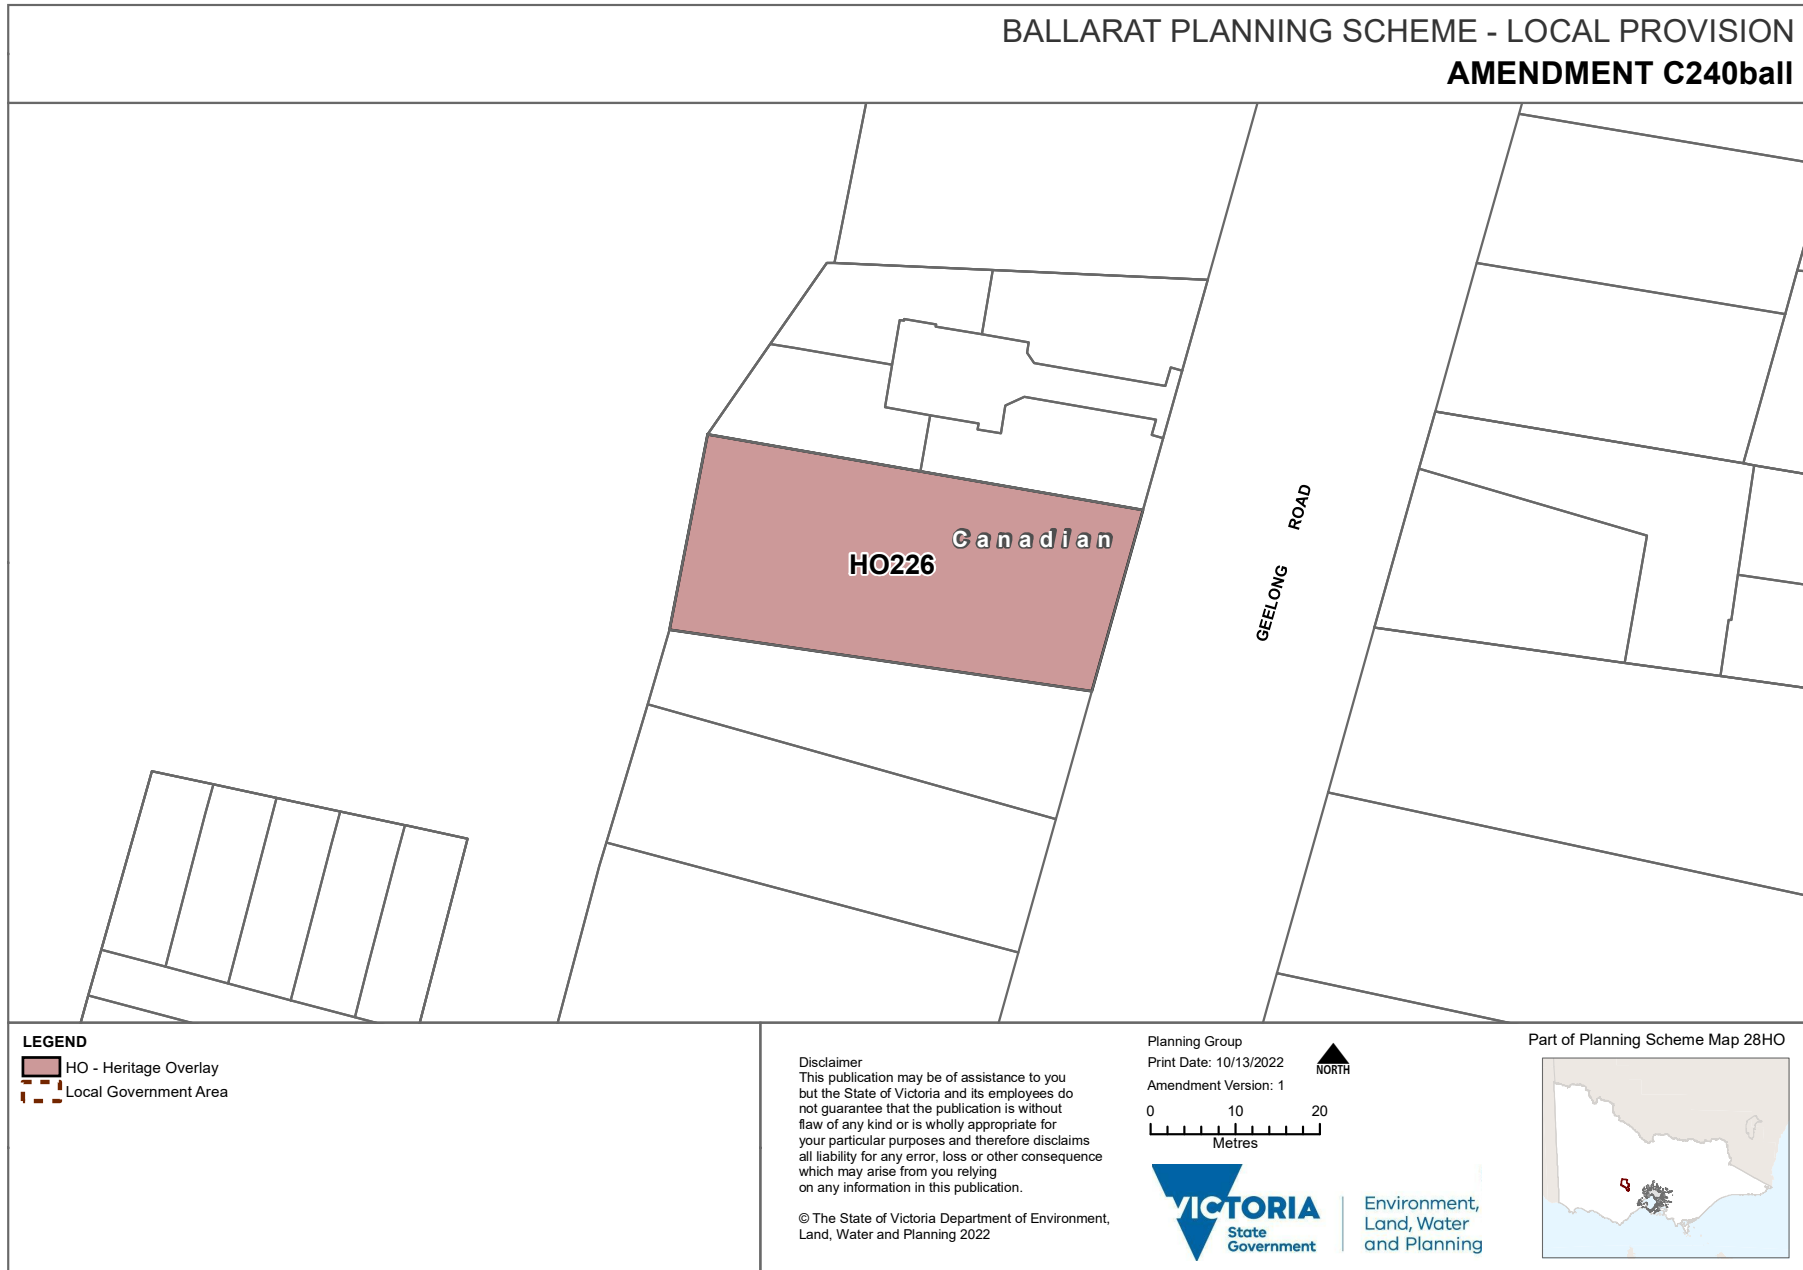 BALLARAT PLANNING SCHEME - LOCAL PROVISION
AMENDMENT C240ball
Canadian
HO226
GEELONG ROAD
LEGEND
HO - Heritage Overlay
Local Government Area
Disclaimer
This publication may be of assistance to you
but the State of Victoria and its employees do
not guarantee that the publication is without
flaw of any kind or is wholly appropriate for
your particular purposes and therefore disclaims
all liability for any error, loss or other consequence
which may arise from you relying
on any information in this publication.
© The State of Victoria Department of Environment,
Land, Water and Planning 2022
Planning Group
Print Date: 10/13/2022
Amendment Version: 1
NORTH
0 10 20
Metres
VICTORIA
State
Government
Environment,
Land, Water
and Planning
Part of Planning Scheme Map 28HO